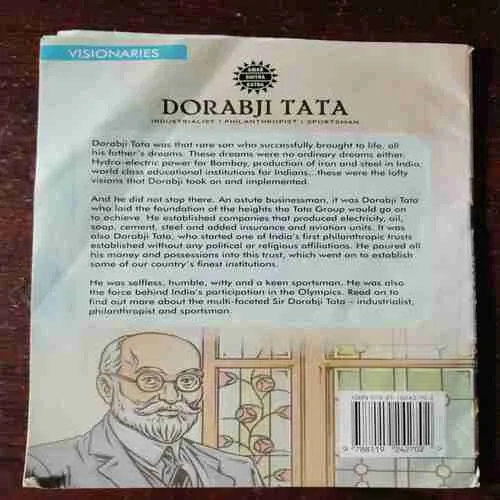 VISIONARIES
AMAR
CHITRA
KATHA
DORABJI TATA
INDUSTRIALIST | PHILANTHROPIST | SPORTSMAN
Dorabji Tata was that rare son who successfully brought to life, all
his father's dreams. These dreams were no ordinary dreams either.
Hydro-electric power for Bombay, production of iron and steel in India,
world class educational institutions for Indians...these were the lofty
visions that Dorabji took on and implemented.
And he did not stop there. An astute businessman, it was Dorabji Tata
who laid the foundation of the heights the Tata Group would go on
to achieve. He established companies that produced electricity, oil,
soap, cement, steel and added insurance and aviation units. It was
also Dorabji Tata, who started one of India's first philanthropic trusts
established without any political or religious affiliations. He poured all
his money and possessions into this trust, which went on to establish
some of our country's finest institutions.
He was selfless, humble, witty and a keen sportsman. He was also
the force behind India's participation in the Olympics. Read on to
find out more about the multi-faceted Sir Dorabji Tata – industrialist,
philanthropist and sportsman.
9 788119 242702